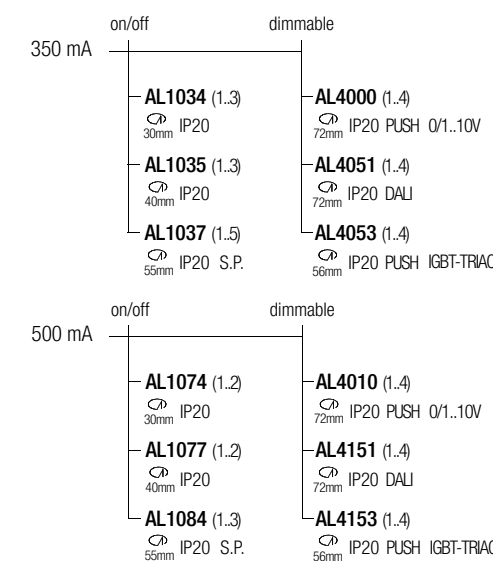 on/off dimmable
350 mA
AL1034 (1..3) AL4000 (1..4)
30mm IP20 72mm IP20 PUSH 0/1..10V
AL1035 (1..3) AL4051 (1..4)
40mm IP20 72mm IP20 DALI
AL1037 (1..5) AL4053 (1..4)
55mm IP20 S.P. 56mm IP20 PUSH IGBT-TRIAC
on/off dimmable
500 mA
AL1074 (1..2) AL4010 (1..4)
30mm IP20 72mm IP20 PUSH 0/1..10V
AL1077 (1..2) AL4151 (1..4)
40mm IP20 72mm IP20 DALI
AL1084 (1..3) AL4153 (1..4)
55mm IP20 S.P. 56mm IP20 PUSH IGBT-TRIAC